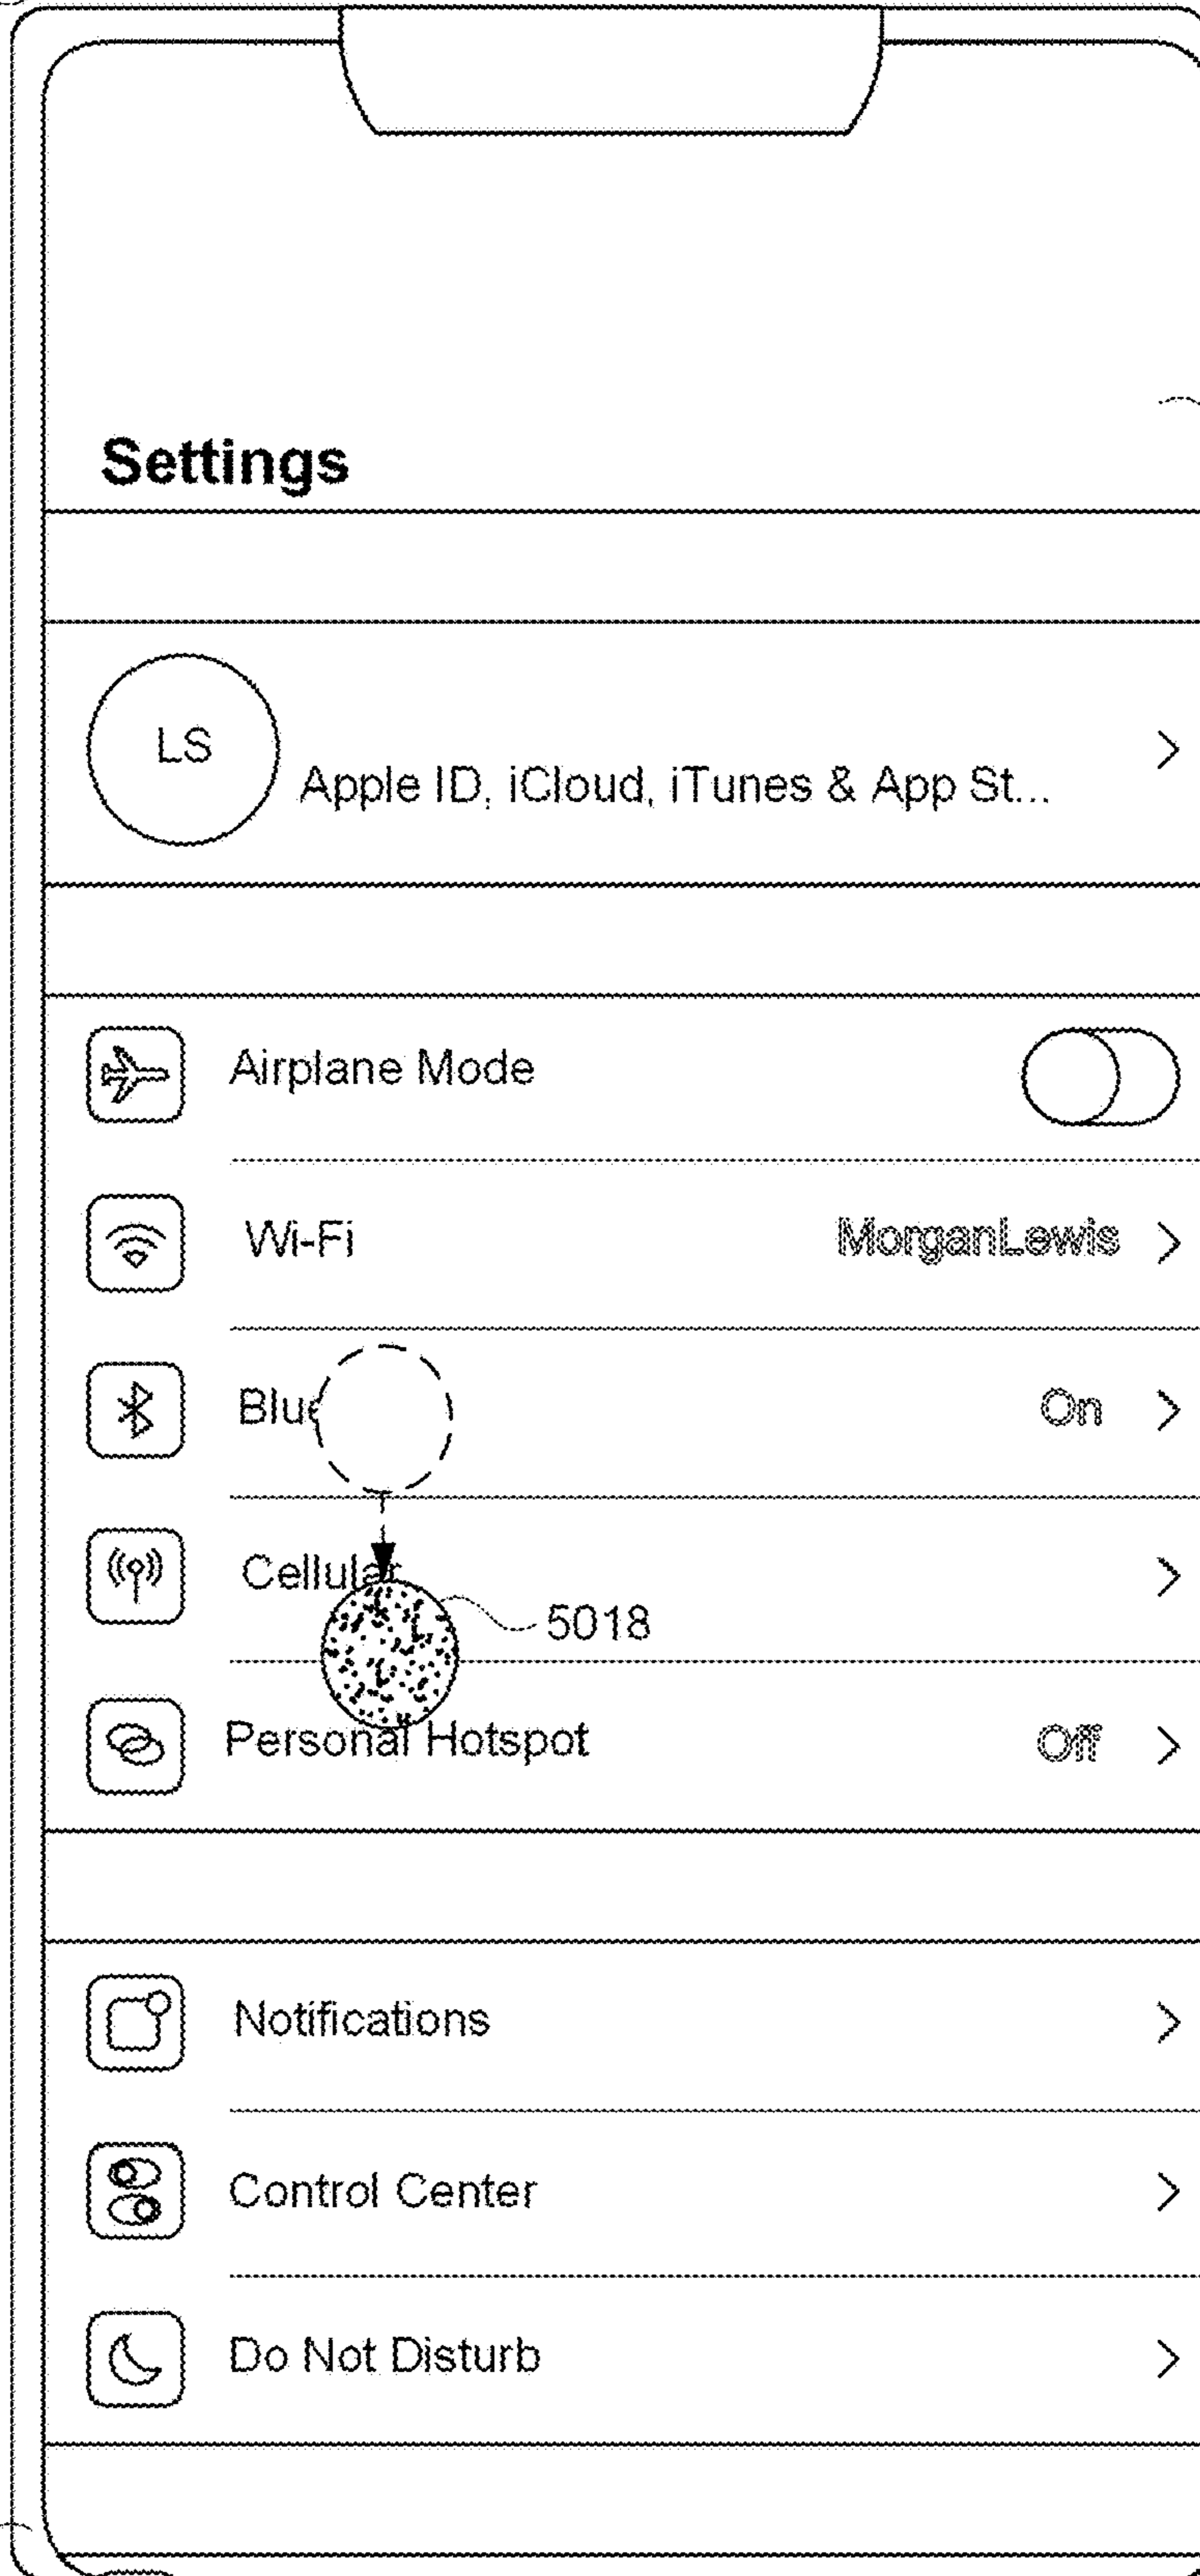 Settings
LS
Apple ID, iCloud, iTunes & App St...
Airplane Mode
Wi-Fi MorganLewis
Blu On
Cellular
5018
Personal Hotspot Off
Notifications
Control Center
Do Not Disturb